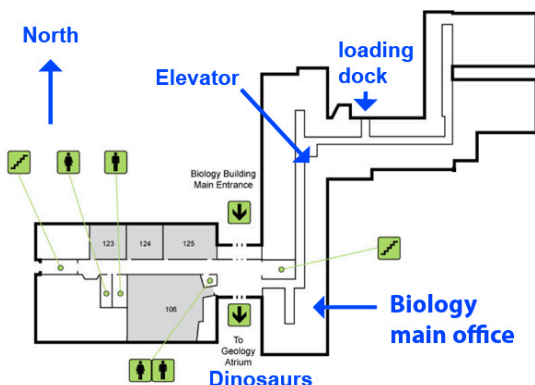 North
loading
dock
Elevator
Biology Building
Main Entrance
123
124
125
106
Biology
main office
To
Geology
Atrium
Dinosaurs